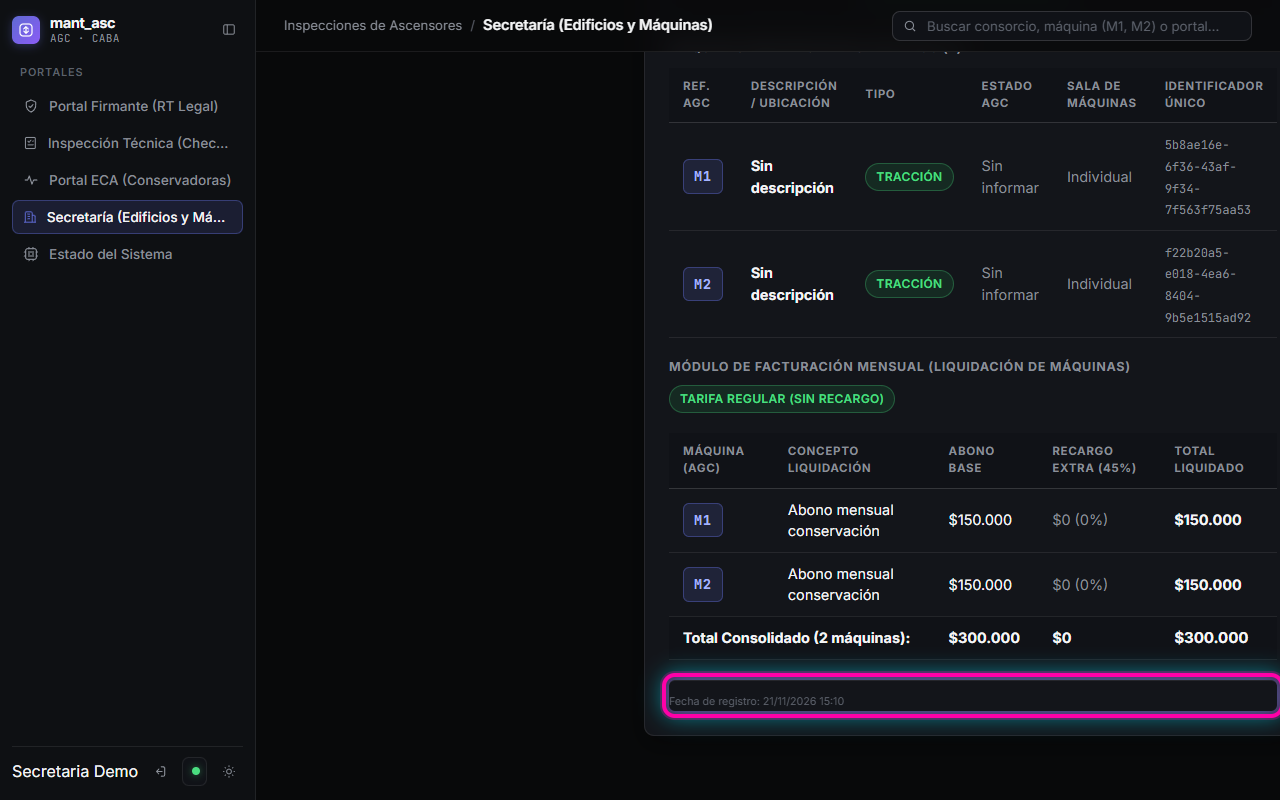 mant_asc
AGC · CABA
PORTALES
Portal Firmante (RT Legal)
Inspección Técnica (Chec...
Portal ECA (Conservadoras)
Secretaría (Edificios y Má...
Estado del Sistema
Secretaria Demo
Inspecciones de Ascensores / Secretaría (Edificios y Máquinas)
Buscar consorcio, máquina (M1, M2) o portal...
REF. AGC DESCRIPCIÓN / UBICACIÓN TIPO ESTADO AGC SALA DE MÁQUINAS IDENTIFICADOR ÚNICO
M1 Sin descripción TRACCIÓN Sin informar Individual 5b8ae16e-6f36-43af-9f34-7f563f75aa53
M2 Sin descripción TRACCIÓN Sin informar Individual f22b20a5-e018-4ea6-8404-9b5e1515ad92
MÓDULO DE FACTURACIÓN MENSUAL (LIQUIDACIÓN DE MÁQUINAS)
TARIFA REGULAR (SIN RECARGO)
MÁQUINA (AGC) CONCEPTO LIQUIDACIÓN ABONO BASE RECARGO EXTRA (45%) TOTAL LIQUIDADO
M1 Abono mensual conservación $150.000 $0 (0%) $150.000
M2 Abono mensual conservación $150.000 $0 (0%) $150.000
Total Consolidado (2 máquinas): $300.000 $0 $300.000
Fecha de registro: 21/11/2026 15:10